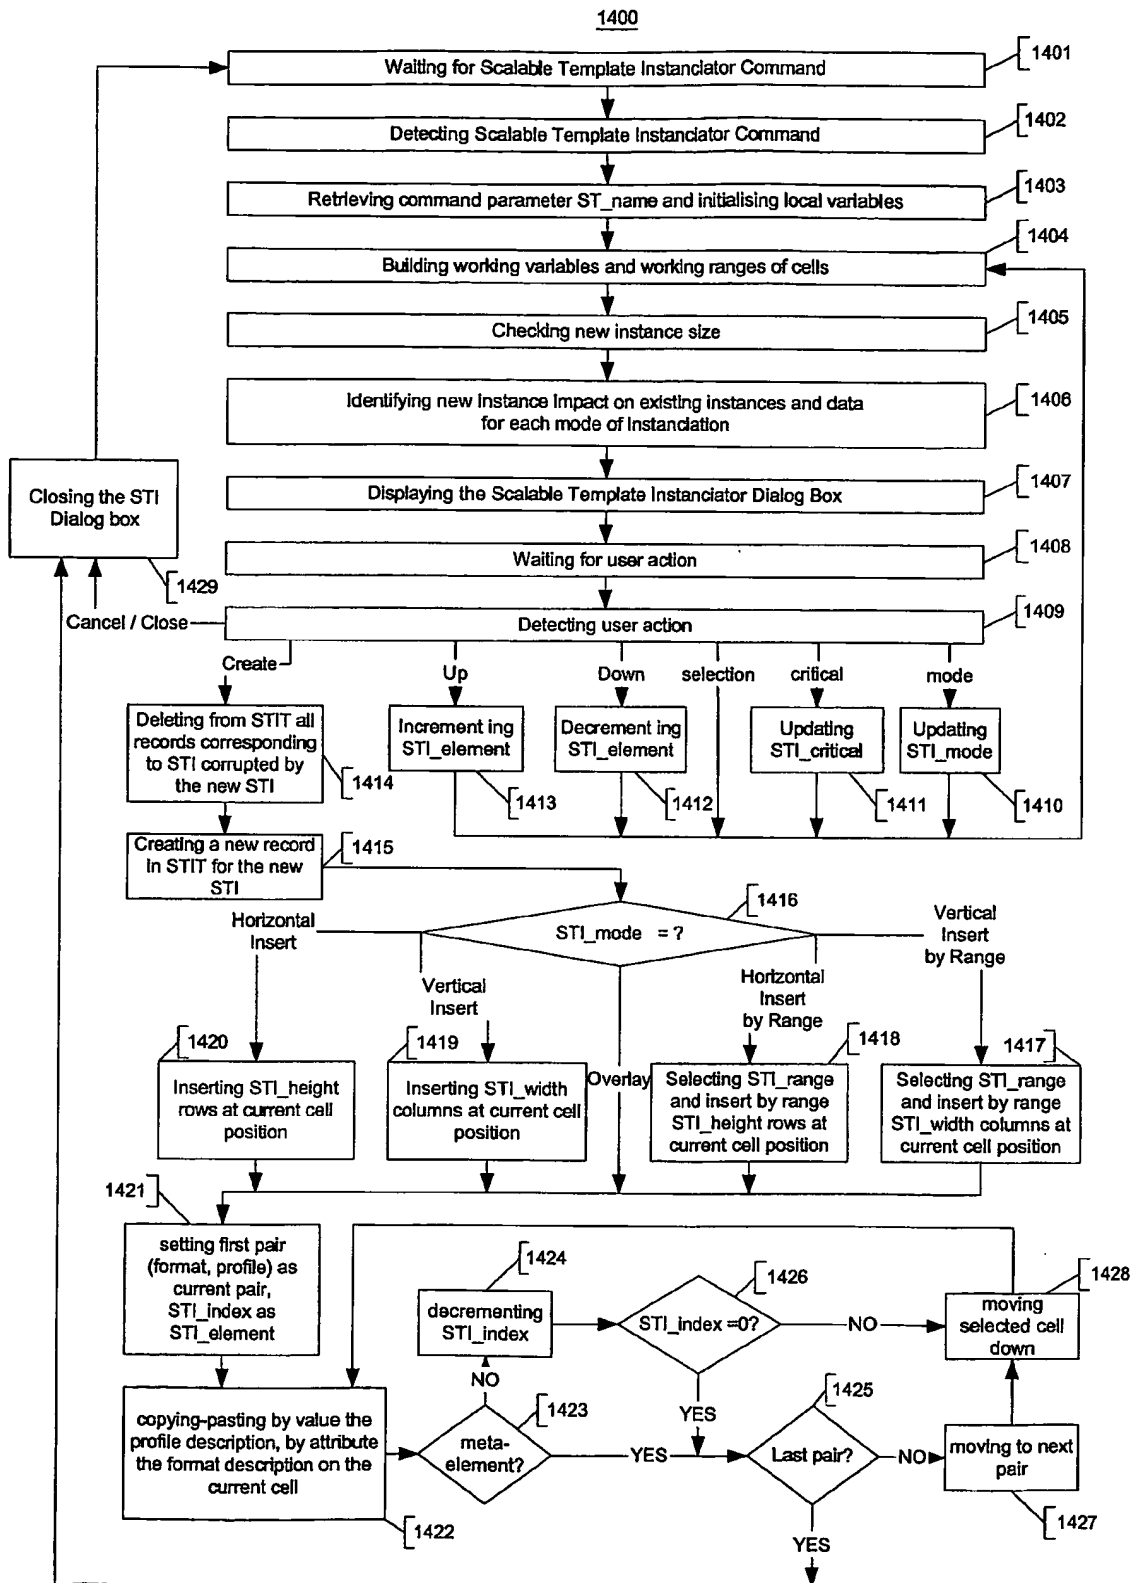 1400
Waiting for Scalable Template Instanciator Command
1401
Detecting Scalable Template Instanciator Command
1402
Retrieving command parameter ST_name and initialising local variables
1403
1404
Building working variables and working ranges of cells
Checking new instance size
1405
Identifying new Instance Impact on existing instances and data
for each mode of Instanciation
1406
Displaying the Scalable Template Instanciator Dialog Box
1407
Closing the STI
Dialog box
Waiting for user action
1408
1429
Cancel / Close
Detecting user action
1409
Create
Up
Down
selection
critical
mode
Deleting from STIT all
records corresponding
to STI corrupted by
the new STI
1414
Increment ing
STI_element
1413
Decrement ing
STI_element
1412
Updating
STI_critical
1411
Updating
STI_mode
1410
Creating a new record
in STIT for the new
STI
1415
STI_mode = ?
1416
Horizontal
Insert
Vertical
Insert
Overlay
Horizontal
Insert
by Range
Vertical
Insert
by Range
1420
Inserting STI_height
rows at current cell
position
1419
Inserting STI_width
columns at current cell
position
1418
Selecting STI_range
and insert by range
STI_height rows at
current cell position
1417
Selecting STI_range
and insert by range
STI_width columns at
current cell position
1421
setting first pair
(format, profile) as
current pair,
STI_index as
STI_element
1424
decrementing
STI_index
1426
STI_index =0?
NO
1428
moving
selected cell
down
NO
YES
copying-pasting by value the
profile description, by attribute
the format description on the
current cell
1422
1423
meta-
element?
YES
1425
Last pair?
NO
moving to next
pair
1427
YES